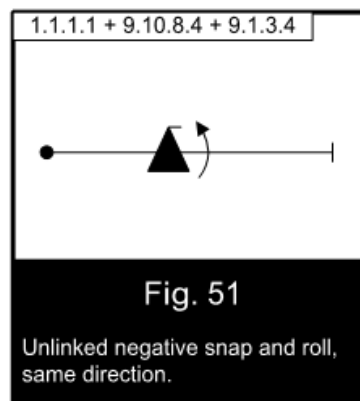 1.1.1.1 + 9.10.8.4 + 9.1.3.4
Fig. 51
Unlinked negative snap and roll,
same direction.